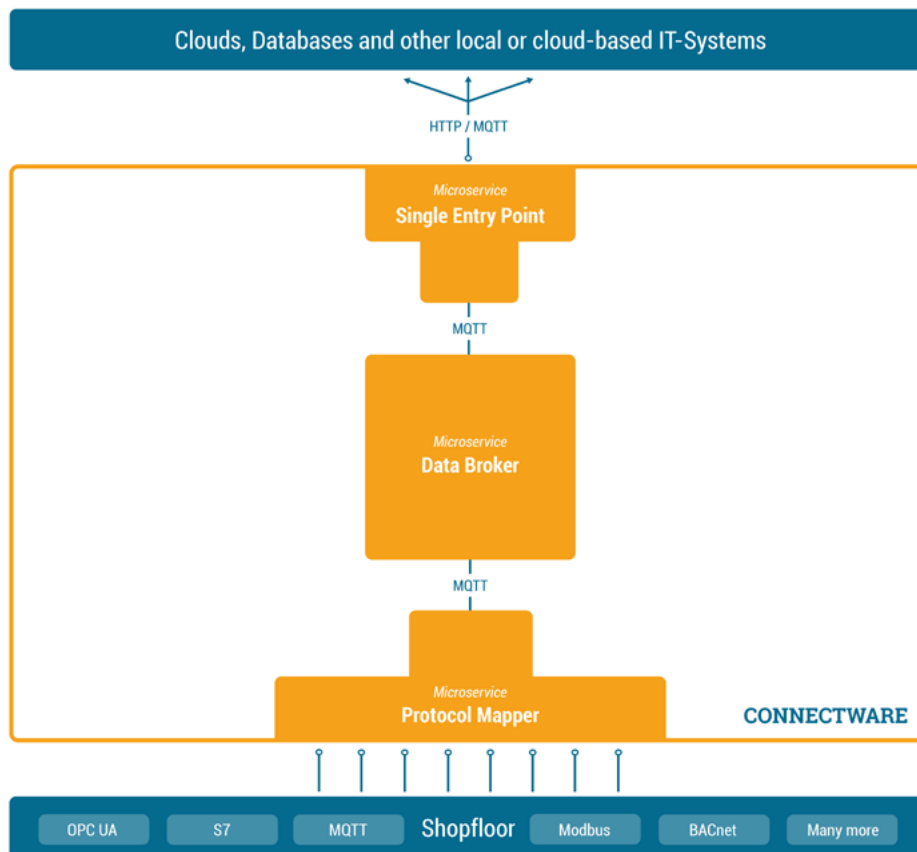 Clouds, Databases and other local or cloud-based IT-Systems
HTTP / MQTT
Microservice
Single Entry Point
MQTT
Microservice
Data Broker
MQTT
Microservice
Protocol Mapper
CONNECTWARE
OPC UA
S7
MQTT
Shopfloor
Modbus
BACnet
Many more